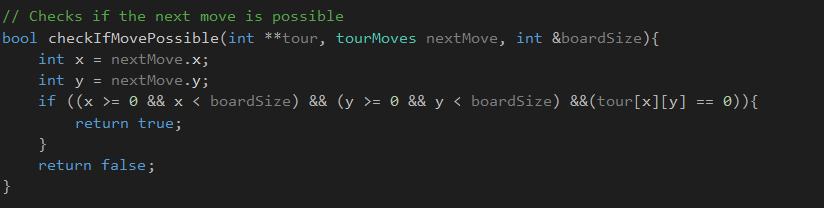 // Checks if the next move is possible
bool checkIfMovePossible(int **tour, tourMoves nextMove, int &boardSize){
    int x = nextMove.x;
    int y = nextMove.y;
    if ((x >= 0 && x < boardSize) && (y >= 0 && y < boardSize) &&(tour[x][y] == 0)){
        return true;
    }
    return false;
}